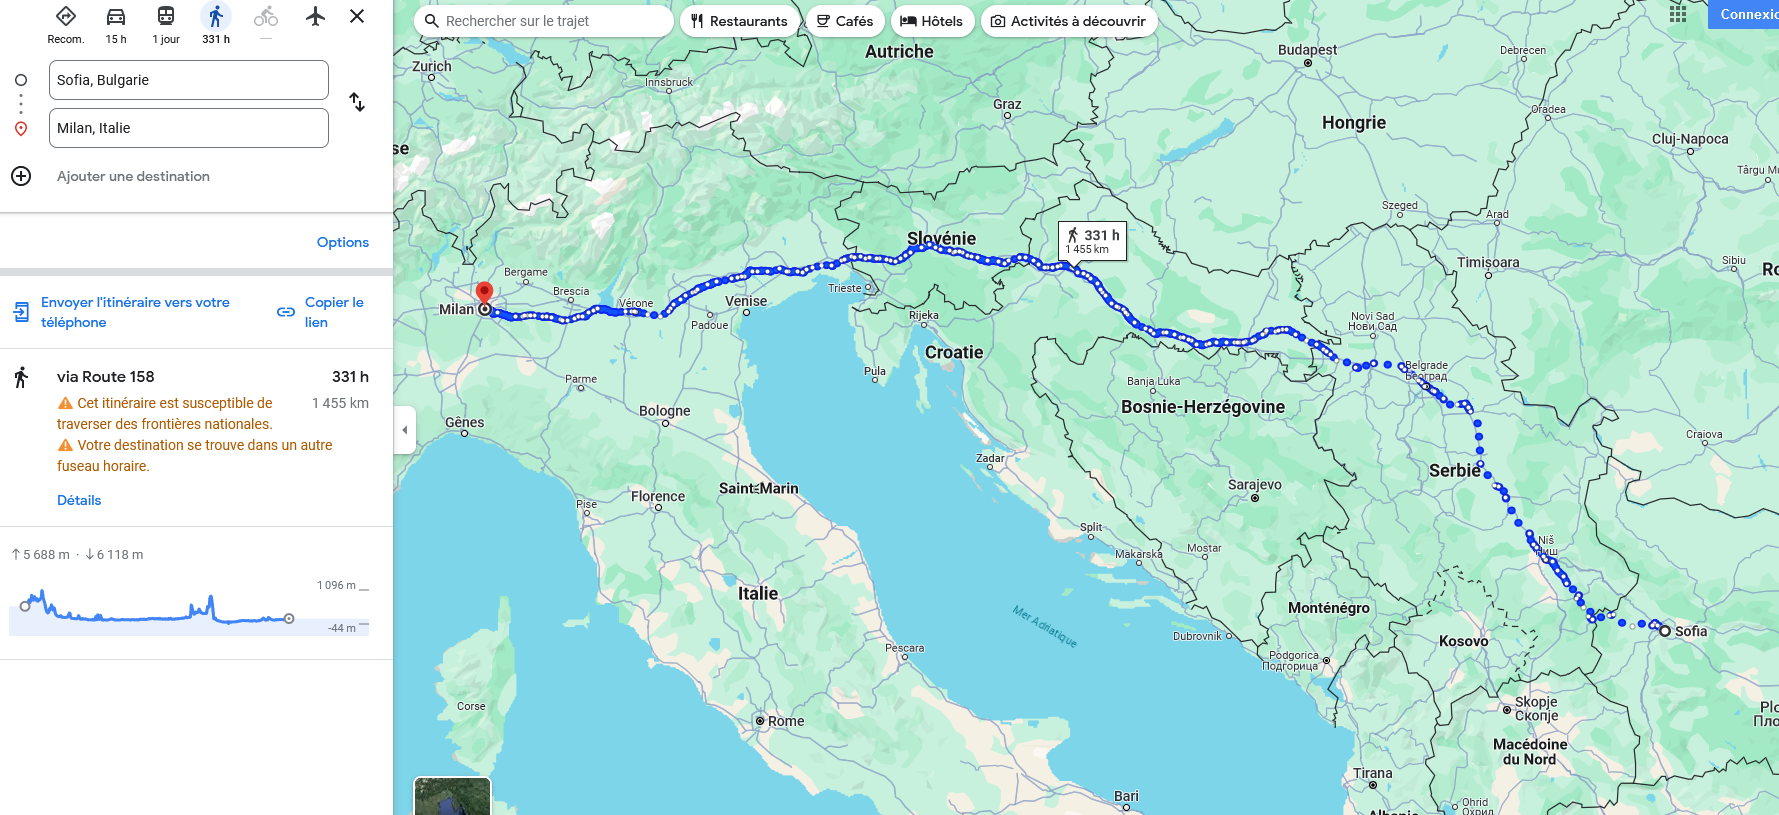 Recom.
15 h
1 jour
331 h
Sofia, Bulgarie
Milan, Italie
Ajouter une destination
Options
Envoyer l'itinéraire vers votre
téléphone
Copier le
lien
via Route 158
331 h
Cet itinéraire est susceptible de
traverser des frontières nationales.
1 455 km
Votre destination se trouve dans un autre
fuseau horaire.
Détails
5 688 m · 6 118 m
1 096 m
-44 m
Rechercher sur le trajet
Restaurants
Cafés
Hôtels
Activités à découvrir
Connexio
Autriche
Zurich
Innsbruck
Graz
Budapest
Debrecen
Hongrie
Oradea
Cluj-Napoca
se
Târgu Mu
Szeged
Arad
Slovénie
331 h
1 455 km
Timișoara
Sibiu
Ro
Bergame
Brescia
Milan
Vérone
Venise
Padoue
Trieste
Rijeka
Novi Sad
Нови Сад
Croatie
Pula
Belgrade
Београд
Parme
Banja Luka
Bosnie-Herzégovine
Bologne
Gênes
Craiova
Zadar
Serbie
Sarajevo
Saint-Marin
Florence
Pise
Split
Makarska
Mostar
Niš
Ниш
Italie
Monténégro
Mer Adriatique
Dubrovnik
Kosovo
Sofia
Pescara
Podgorica
Подгорица
Corse
Rome
Skopje
Скопје
Plo
Пло
Macédoine
du Nord
Tirana
Bari
Ohrid
Охрид
Albanie